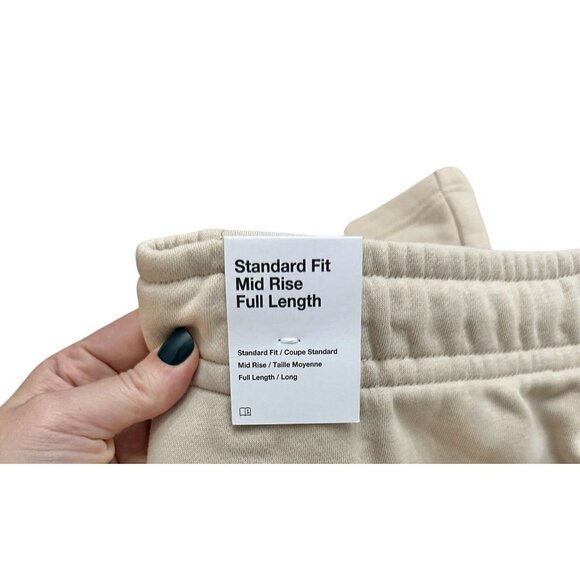 Standard Fit
Mid Rise
Full Length
Standard Fit / Coupe Standard
Mid Rise / Taille Moyenne
Full Length / Long